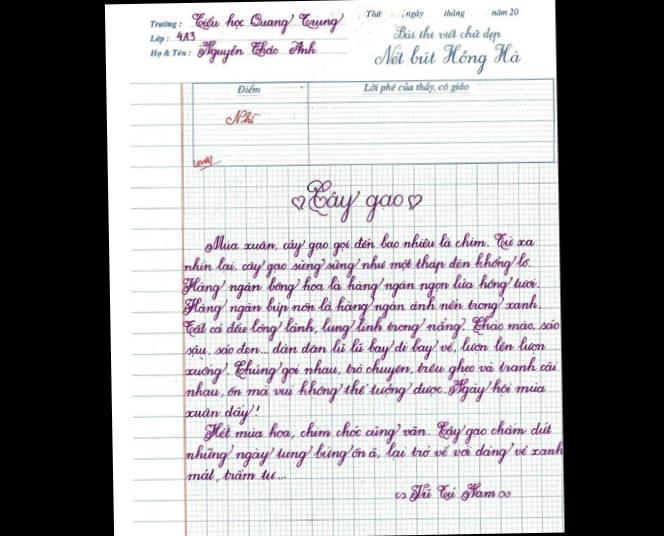 Trường: Tiểu học Quang Trung
Thứ ngày tháng năm 20
Lớp: 4A3
Bài thi viết chữ đẹp
Họ & Tên: Nguyễn Thảo Anh
Nét bút Hồng Hà
Điểm
Lời phê của thầy, cô giáo
Nhì
Cây gạo
Mùa xuân, cây gạo gọi đến bao nhiêu là chim. Từ xa
nhìn lại, cây gạo sừng sững như một tháp đèn khổng lồ.
Hàng ngàn bông hoa là hàng ngàn ngọn lửa hồng tươi.
Hàng ngàn búp nõn là hàng ngàn ánh nến trong xanh.
Tất cả đều lóng lánh, lung linh trong nắng. Chào mào, sáo
sậu, sáo đen... đàn đàn lũ lũ bay đi bay về, lượn lên lượn
xuống. Chúng gọi nhau, trò chuyện, trêu ghẹo và tranh cãi
nhau, ồn mà vui không thể tưởng được. Ngày hội mùa
xuân đấy!
Hết mùa hoa, chim chóc cũng vãn. Cây gạo chấm dứt
những ngày tưng bừng ồn ã, lại trở về với dáng vẻ xanh
mát, trầm tư...
Vũ Tú Nam